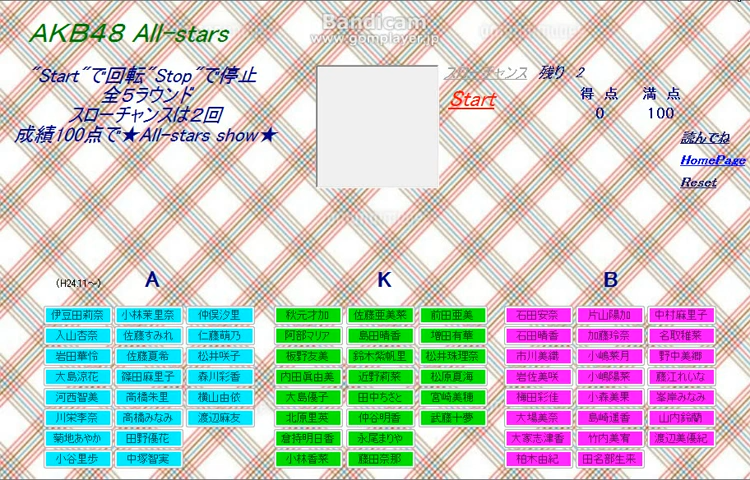 AKB48 All-stars
Bandicam
www.gomplayer.jp
"Start"で回転"Stop"で停止
全5ラウンド
スローチャンスは2回
成績100点で★All-stars show★
スローチャンス 残り 2
Start
得 点 満 点
0 100
読んでね
HomePage
Reset
(H24.11～)
A K B
伊豆田莉奈 小林茉里奈 仲俣汐里 秋元才加 佐藤亜美菜 前田亜美 石田安奈 片山陽加 中村麻里子
入山杏奈 佐藤すみれ 仁藤萌乃 阿部マリア 島田晴香 増田有華 石田晴香 加藤玲奈 名取稚菜
岩田華怜 佐藤夏希 松井咲子 板野友美 鈴木紫帆里 松井珠理奈 市川美織 小嶋菜月 野中美郷
大島涼花 篠田麻里子 森川彩香 内田眞由美 近野莉菜 松原夏海 岩佐美咲 小嶋陽菜 藤江れいな
河西智美 高橋朱里 横山由依 大島優子 田中ちさと 宮崎美穂 梅田彩佳 小森美果 峯岸みなみ
川栄李奈 高橋みなみ 渡辺麻友 北原里英 仲谷明香 武藤十夢 大場美奈 島崎遥香 山内鈴蘭
菊地あやか 田野優花 倉持明日香 永尾まりや 大家志津香 竹内美宥 渡辺美優紀
小谷里歩 中塚智実 小林香菜 藤田奈那 柏木由紀 田名部生来